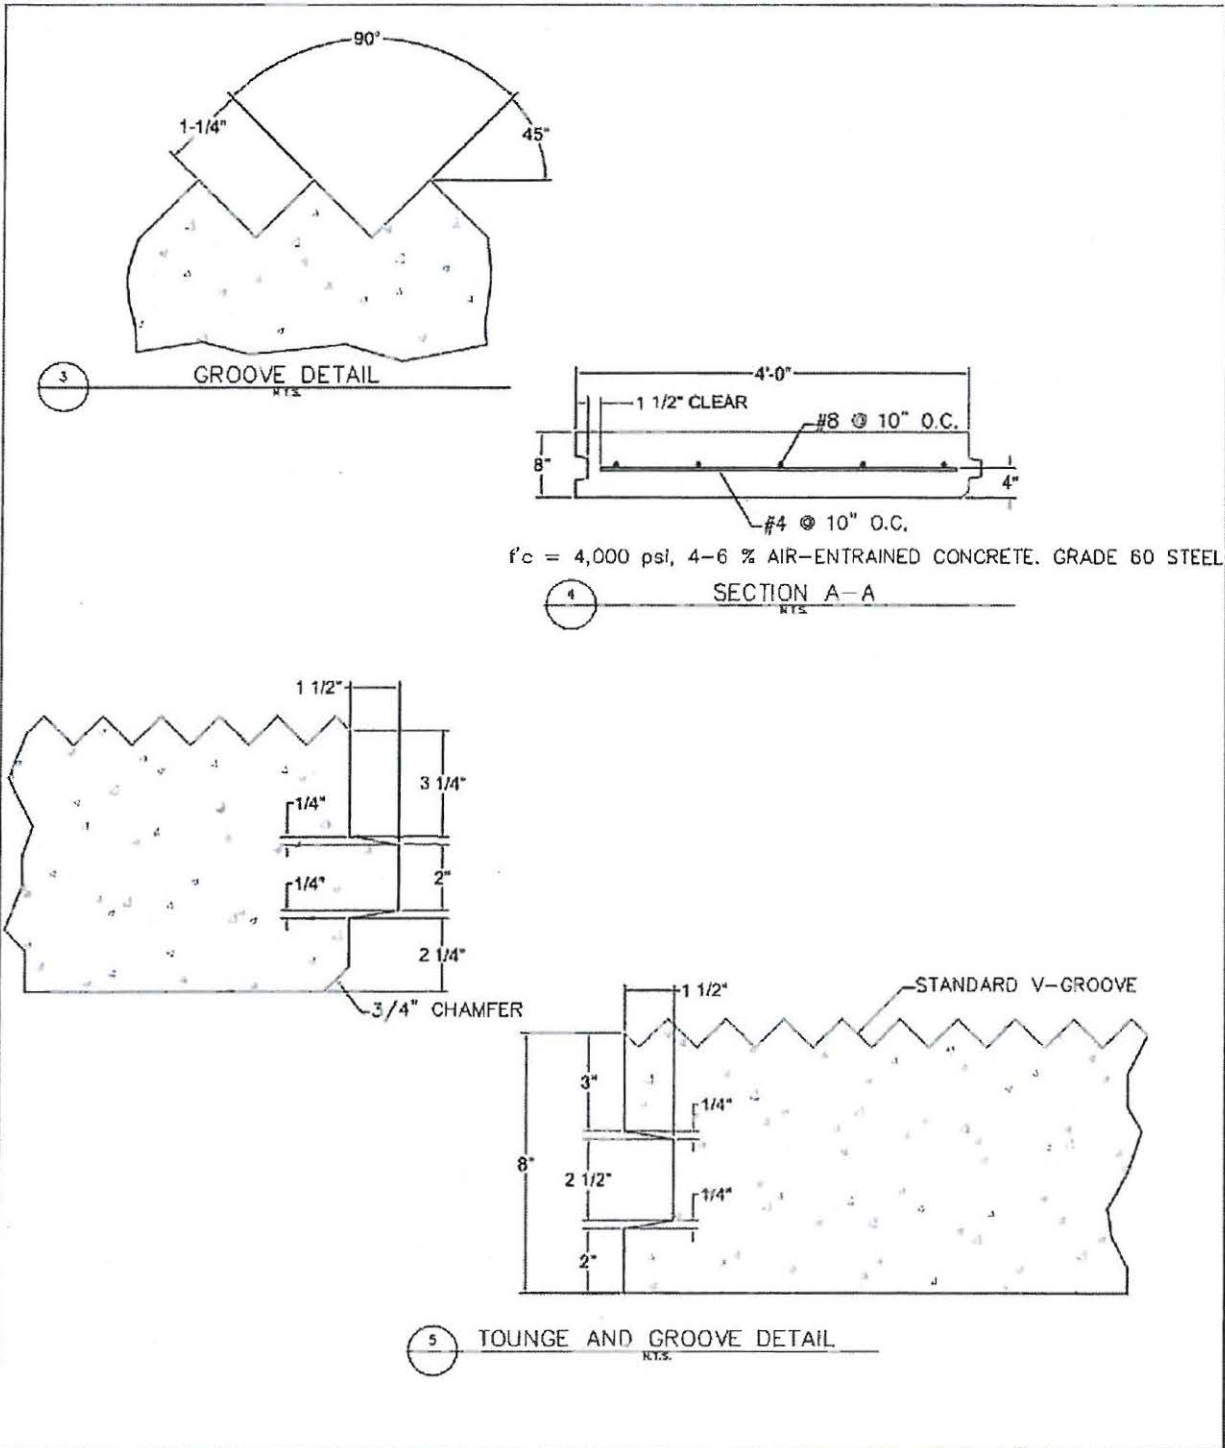 90°
1-1/4"
45°
3
GROOVE DETAIL
N.T.S.
4'-0"
1 1/2" CLEAR
#8 @ 10" O.C.
8"
4"
#4 @ 10" O.C.
f'c = 4,000 psi, 4-6 % AIR-ENTRAINED CONCRETE. GRADE 60 STEEL
4
SECTION A-A
N.T.S.
1 1/2"
3 1/4"
1/4"
2"
1/4"
2 1/4"
3/4" CHAMFER
1 1/2"
STANDARD V-GROOVE
3"
1/4"
8"
2 1/2"
1/4"
2"
5
TOUNGE AND GROOVE DETAIL
N.T.S.